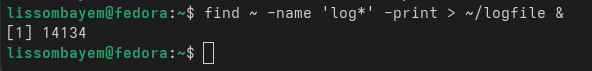 lissombayem@fedora:~$ find ~ -name 'log*' -print > ~/logfile &
[1] 14134
lissombayem@fedora:~$